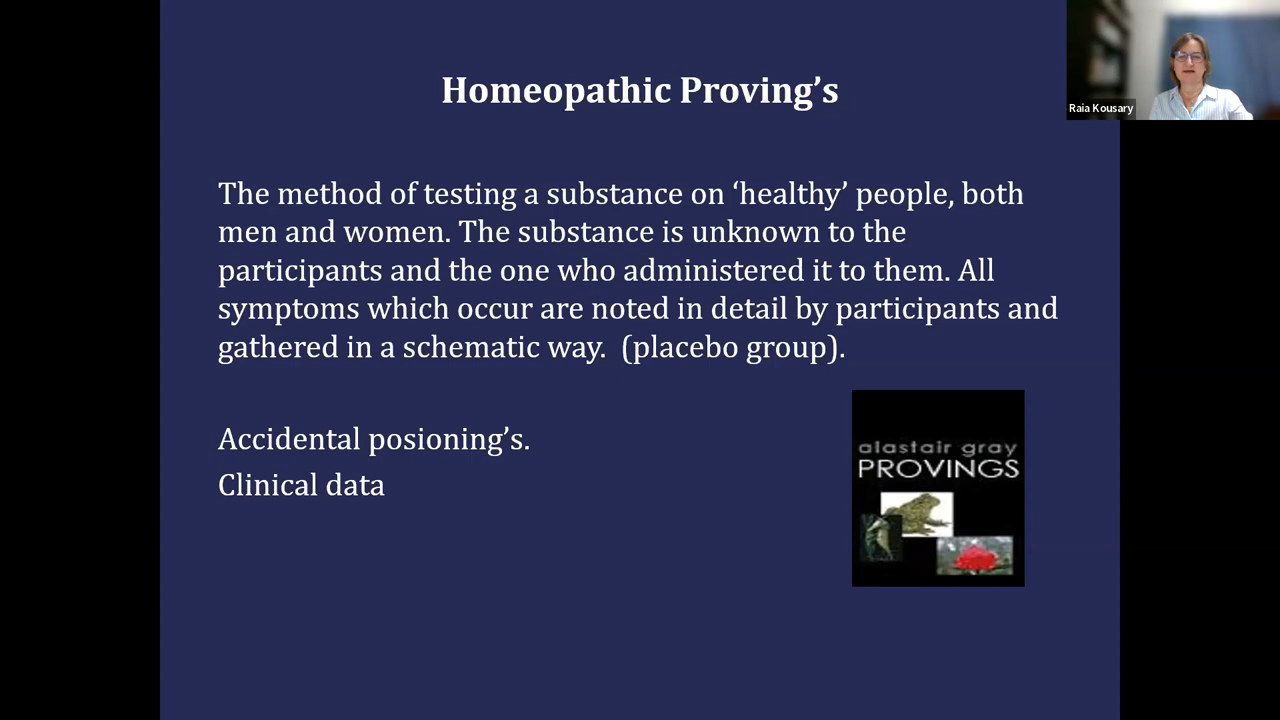 Homeopathic Proving’s
Raia Kousary
The method of testing a substance on ‘healthy’ people, both
men and women. The substance is unknown to the
participants and the one who administered it to them. All
symptoms which occur are noted in detail by participants and
gathered in a schematic way.  (placebo group).
Accidental posioning’s.
Clinical data
alastair gray
PROVINGS